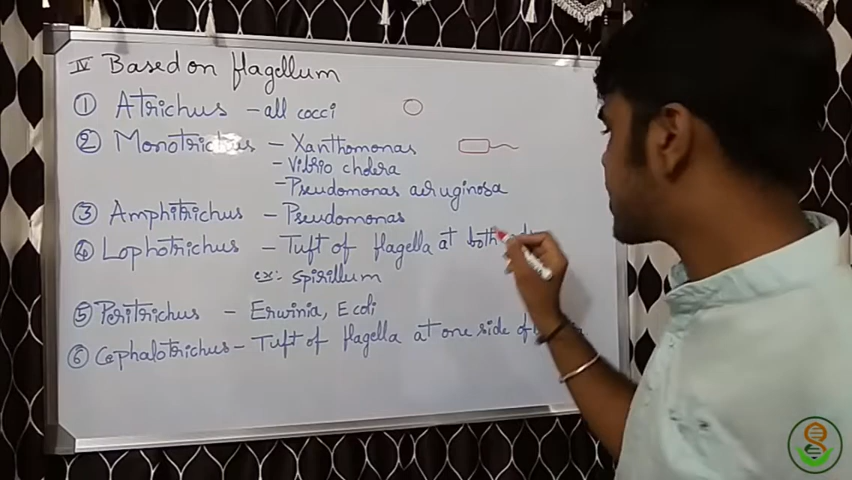 IV Based on flagellum
① Atrichus - all cocci
② Monotrichus - Xanthomonas
- Vibrio cholera
- Pseudomonas aeruginosa
③ Amphitrichus - Pseudomonas
④ Lophotrichus - Tuft of flagella at both
ex: spirillum
⑤ Peritrichus - Erwinia, E coli
⑥ Cephalotrichus - Tuft of flagella at one side of